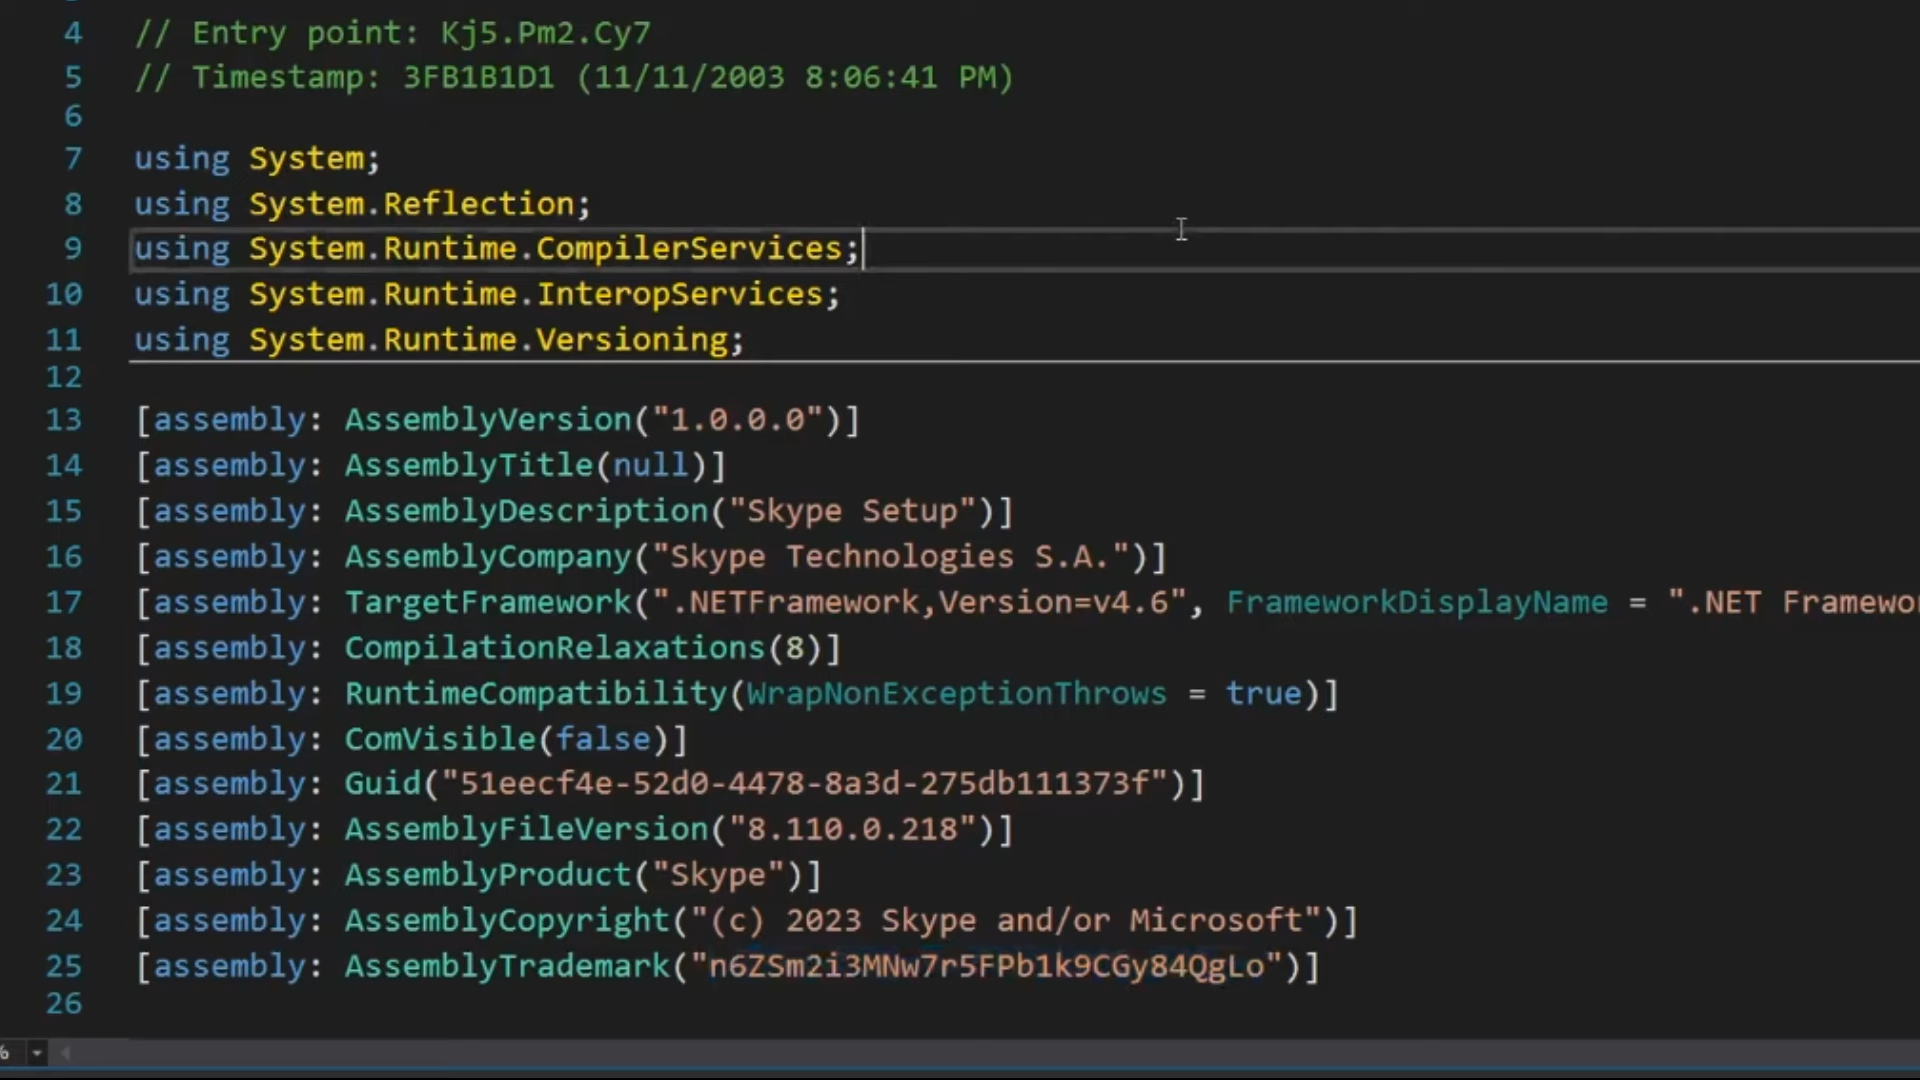 4 // Entry point: Kj5.Pm2.Cy7
5 // Timestamp: 3FB1B1D1 (11/11/2003 8:06:41 PM)
6
7 using System;
8 using System.Reflection;
9 using System.Runtime.CompilerServices;
10 using System.Runtime.InteropServices;
11 using System.Runtime.Versioning;
12
13 [assembly: AssemblyVersion("1.0.0.0")]
14 [assembly: AssemblyTitle(null)]
15 [assembly: AssemblyDescription("Skype Setup")]
16 [assembly: AssemblyCompany("Skype Technologies S.A.")]
17 [assembly: TargetFramework(".NETFramework,Version=v4.6", FrameworkDisplayName = ".NET Framewor
18 [assembly: CompilationRelaxations(8)]
19 [assembly: RuntimeCompatibility(WrapNonExceptionThrows = true)]
20 [assembly: ComVisible(false)]
21 [assembly: Guid("51eecf4e-52d0-4478-8a3d-275db111373f")]
22 [assembly: AssemblyFileVersion("8.110.0.218")]
23 [assembly: AssemblyProduct("Skype")]
24 [assembly: AssemblyCopyright("(c) 2023 Skype and/or Microsoft")]
25 [assembly: AssemblyTrademark("n6ZSm2i3MNw7r5FPb1k9CGy84QgLo")]
26
%